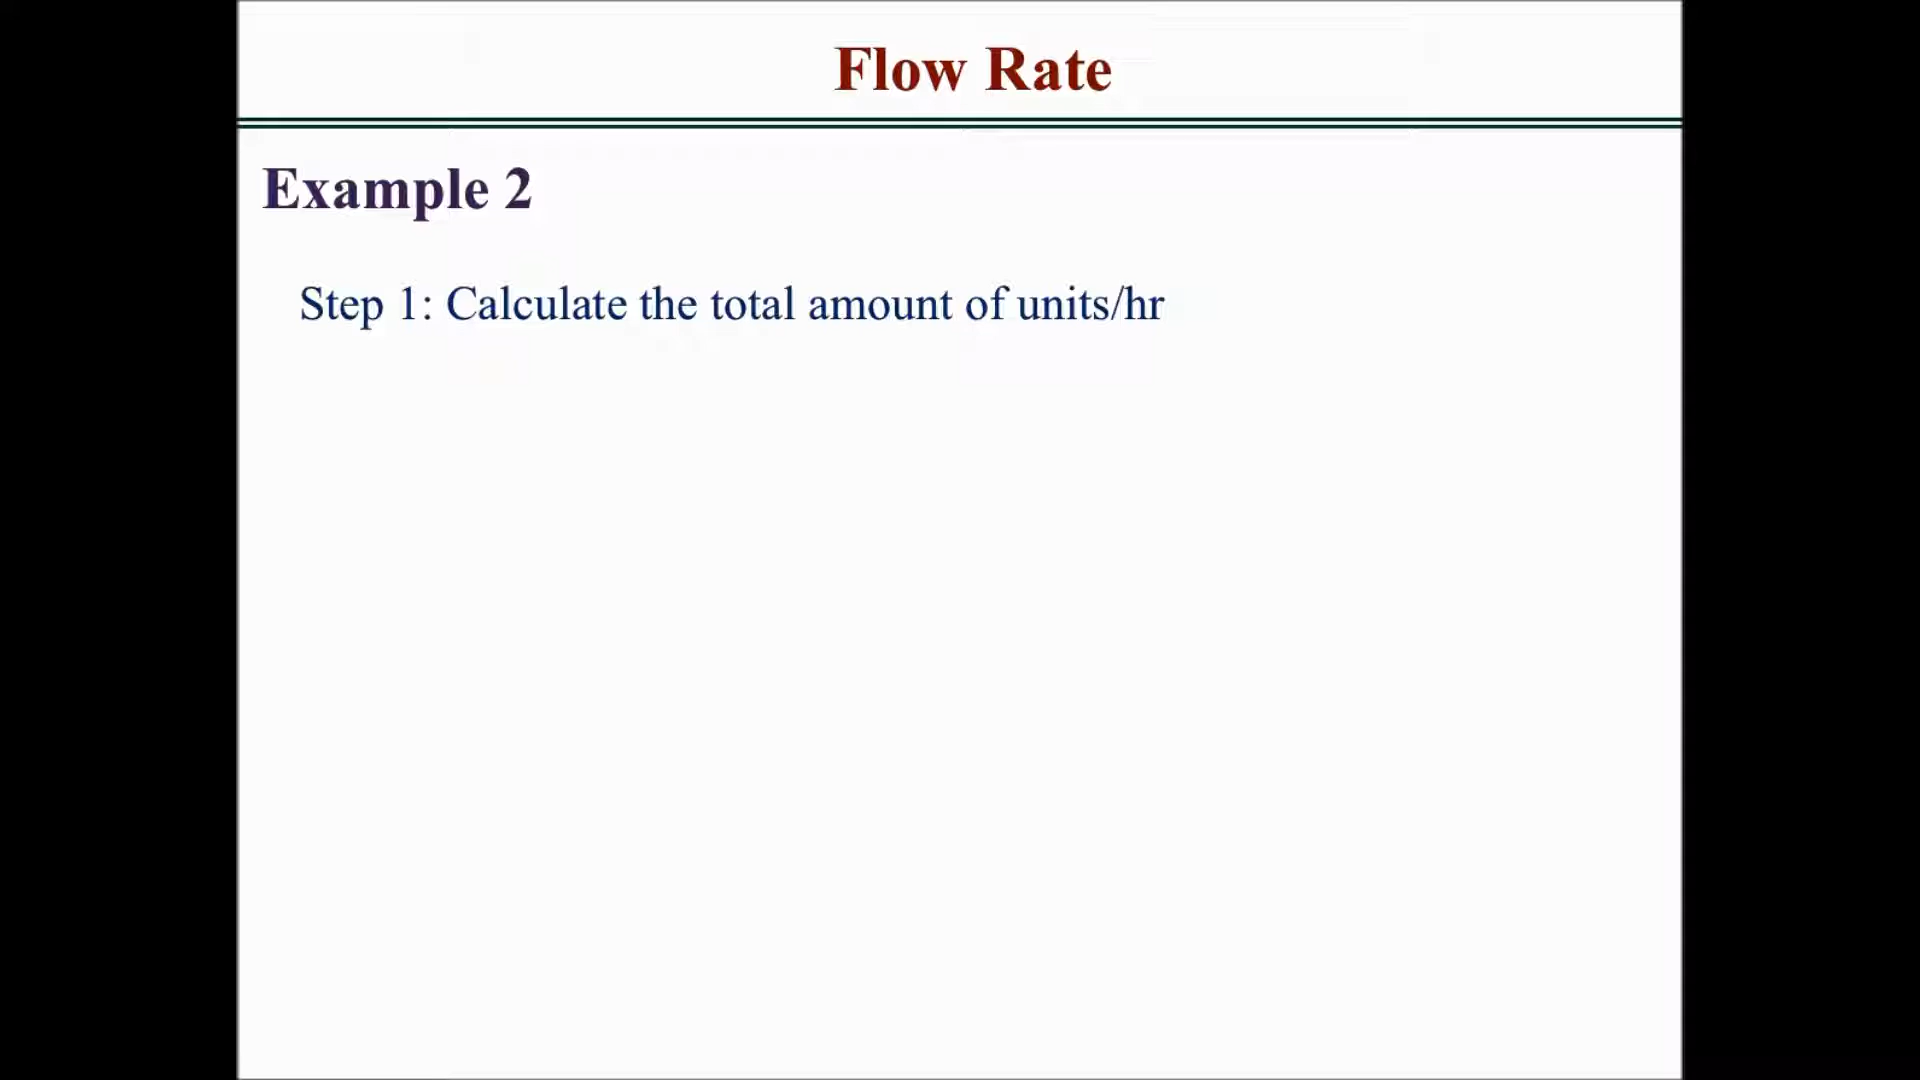 Flow Rate
Example 2
Step 1: Calculate the total amount of units/hr